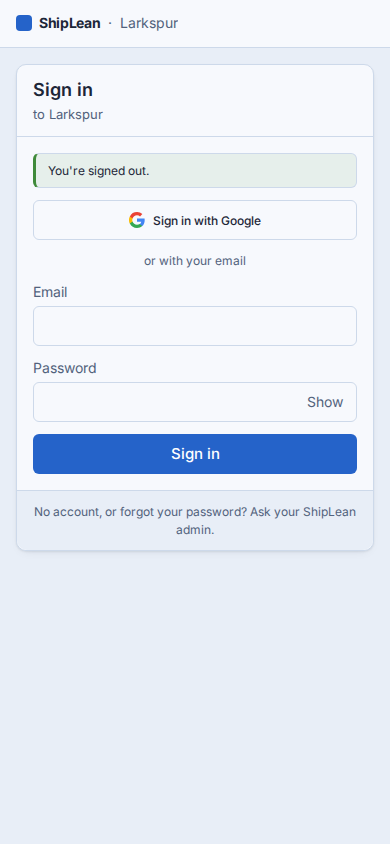 ShipLean · Larkspur
Sign in
to Larkspur
You're signed out.
Sign in with Google
or with your email
Email
Password
Show
Sign in
No account, or forgot your password? Ask your ShipLean
admin.